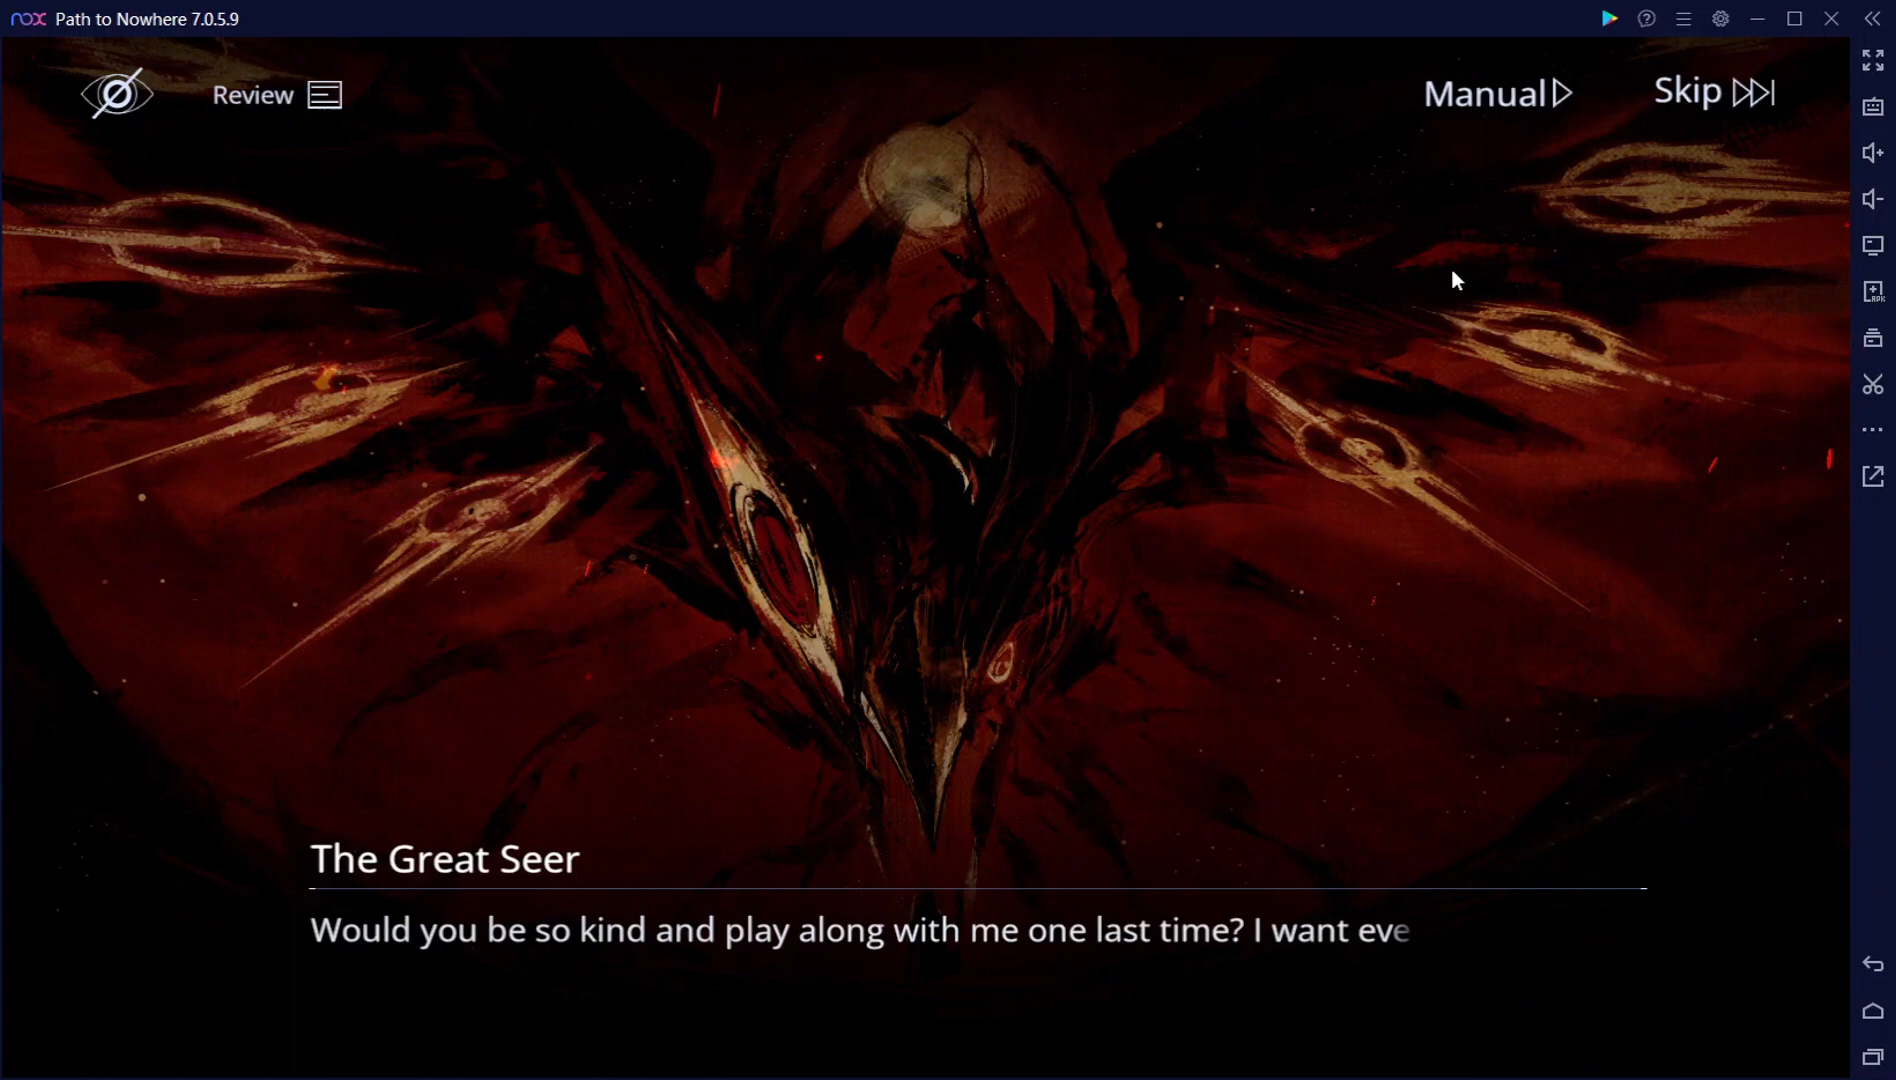 nox Path to Nowhere 7.0.5.9
Review
Manual
Skip
The Great Seer
Would you be so kind and play along with me one last time? I want eve